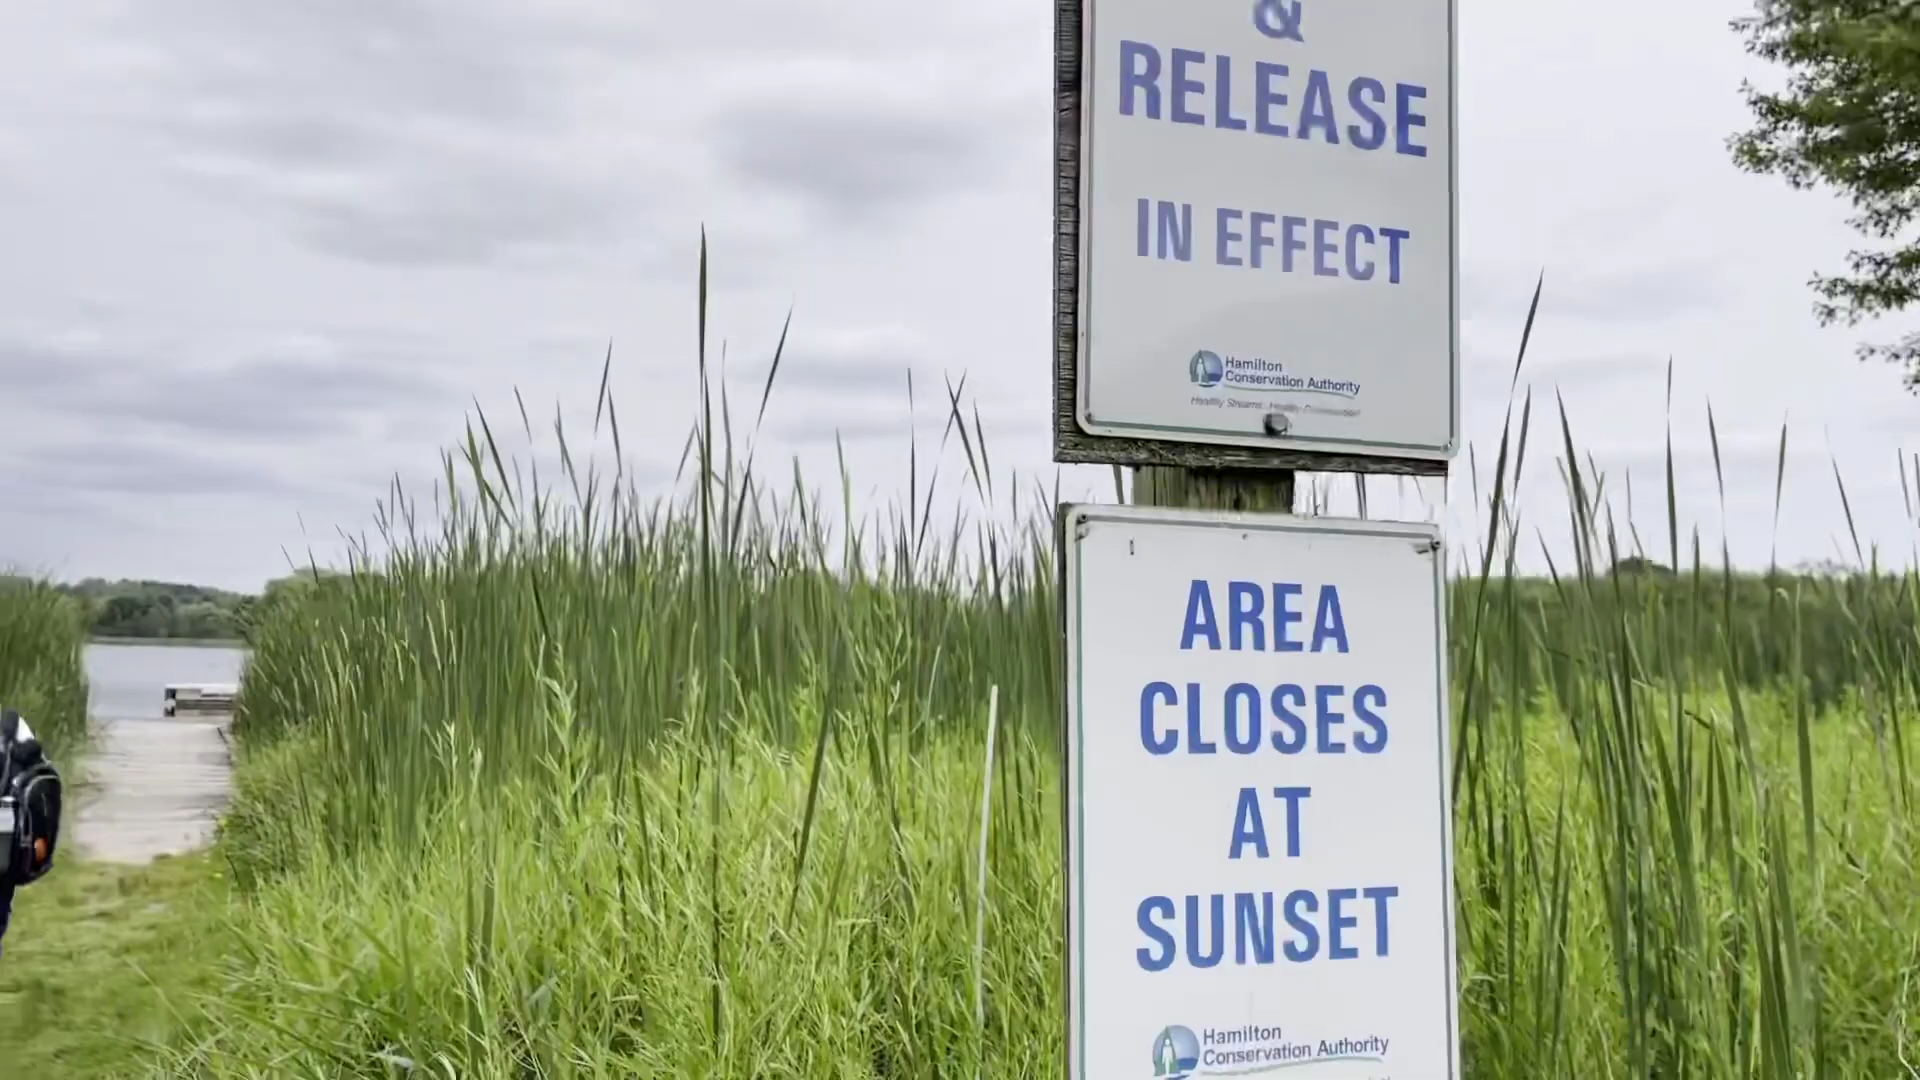 &
RELEASE
IN EFFECT
Hamilton
Conservation Authority
AREA
CLOSES
AT
SUNSET
Hamilton
Conservation Authority